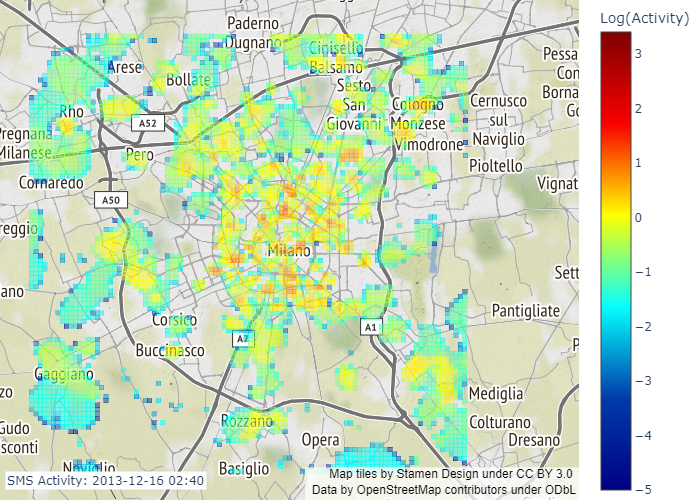 Log(Activity)
3
2
1
0
−1
−2
−3
−4
−5
Paderno
Dugnano
Cinisello
Balsamo
Arese
Bollate
Sesto
San
Giovanni
Cologno
Monzese
Cernusco
sul
Naviglio
Pessa
Con
Borna
Go
Rho
A52
Pregnana
Milanese
Pero
Vimodrone
Pioltello
Cornaredo
Vignat
A50
reggio
Milano
Sett
ano
Pantigliate
Corsico
A7
A1
Buccinasco
P
Gaggiano
zo
Mediglia
Gudo
sconti
Rozzano
Opera
Colturano
Dresano
Noviglio
Basiglio
SMS Activity: 2013-12-16 02:40
Map tiles by Stamen Design under CC BY 3.0
Data by OpenStreetMap contributors under ODbL